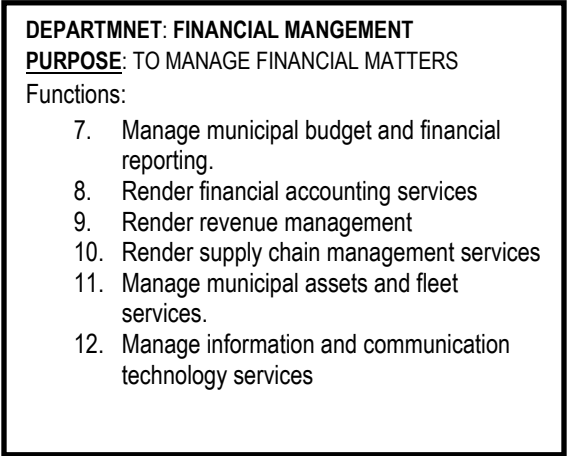 DEPARTMNET: FINANCIAL MANGEMENT
PURPOSE: TO MANAGE FINANCIAL MATTERS
Functions:
7. Manage municipal budget and financial
reporting.
8. Render financial accounting services
9. Render revenue management
10. Render supply chain management services
11. Manage municipal assets and fleet
services.
12. Manage information and communication
technology services